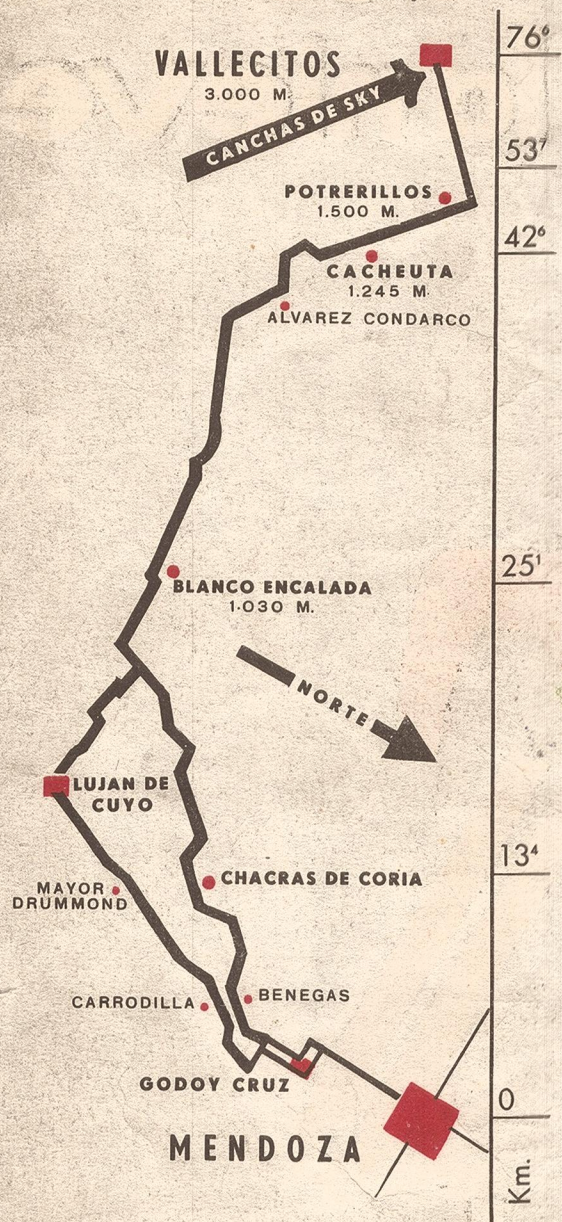 VALLECITOS
3.000 M.
CANCHAS DE SKY
POTRERILLOS
1.500 M.
CACHEUTA
1.245 M.
ALVAREZ CONDARCO
BLANCO ENCALADA
1.030 M.
NORTE
LUJAN DE
CUYO
CHACRAS DE CORIA
MAYOR
DRUMMOND
CARRODILLA
BENEGAS
GODOY CRUZ
MENDOZA
76⁶
53⁷
42⁶
25¹
13⁴
0
Km.